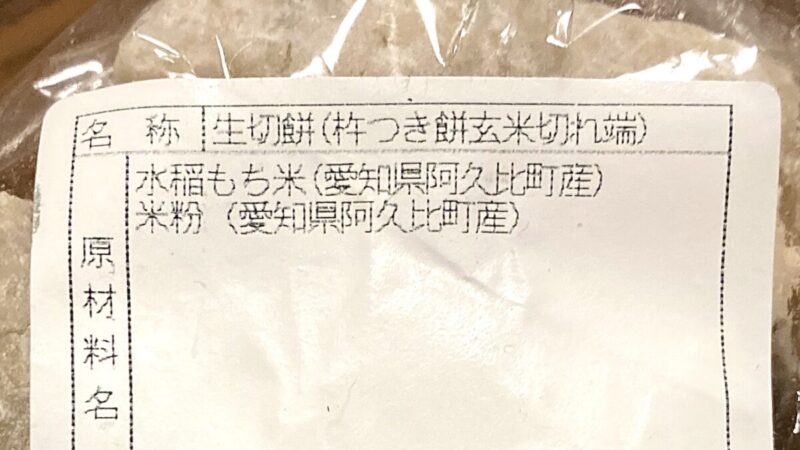 名 称 生切餅(杵つき餅玄米切れ端)
原材料名 水稲もち米(愛知県阿久比町産)
米粉 (愛知県阿久比町産)